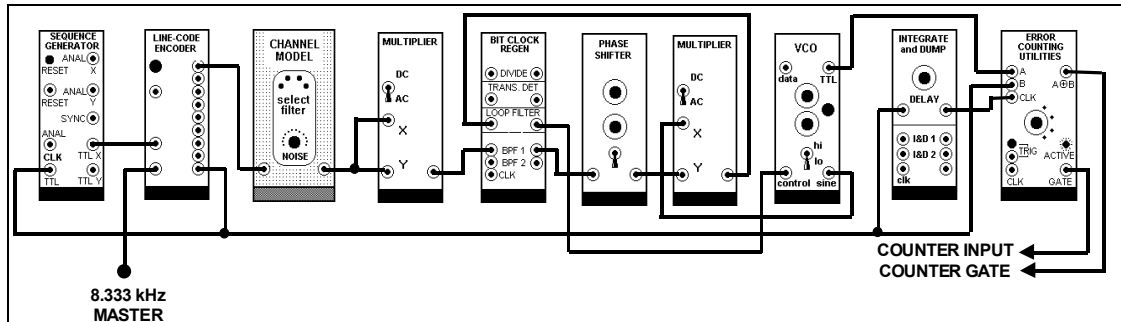 SEQUENCE
GENERATOR
ANAL
RESET
X
ANAL
RESET
Y
SYNC
ANAL
CLK
TTL X
TTL
TTL Y
LINE-CODE
ENCODER
CHANNEL
MODEL
select
filter
NOISE
MULTIPLIER
DC
AC
X
Y
BIT CLOCK
REGEN
DIVIDE
TRANS. DET
LOOP FILTER
BPF 1
BPF 2
CLK
PHASE
SHIFTER
MULTIPLIER
DC
AC
X
Y
VCO
data
TTL
hi
lo
control sine
INTEGRATE
and DUMP
DELAY
I&D 1
I&D 2
clk
ERROR
COUNTING
UTILITIES
A
B
A⊕B
CLK
TRIG
ACTIVE
CLK
GATE
COUNTER INPUT
COUNTER GATE
8.333 kHz
MASTER